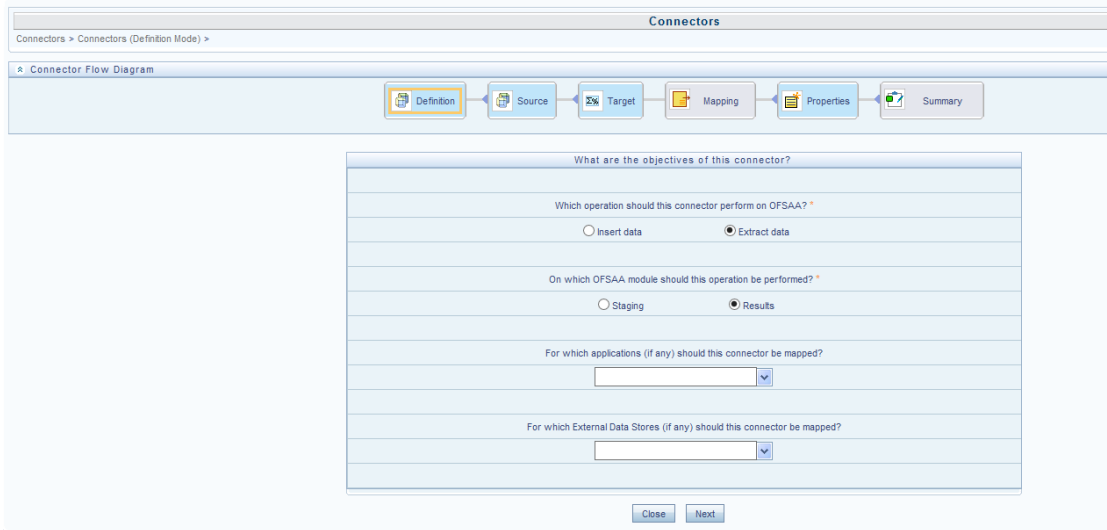 Connectors
Connectors > Connectors (Definition Mode) >
Connector Flow Diagram
Definition Source Σ% Target Mapping Properties Summary
What are the objectives of this connector?
Which operation should this connector perform on OFSAA? *
Insert data Extract data
On which OFSAA module should this operation be performed? *
Staging Results
For which applications (if any) should this connector be mapped?
For which External Data Stores (if any) should this connector be mapped?
Close Next